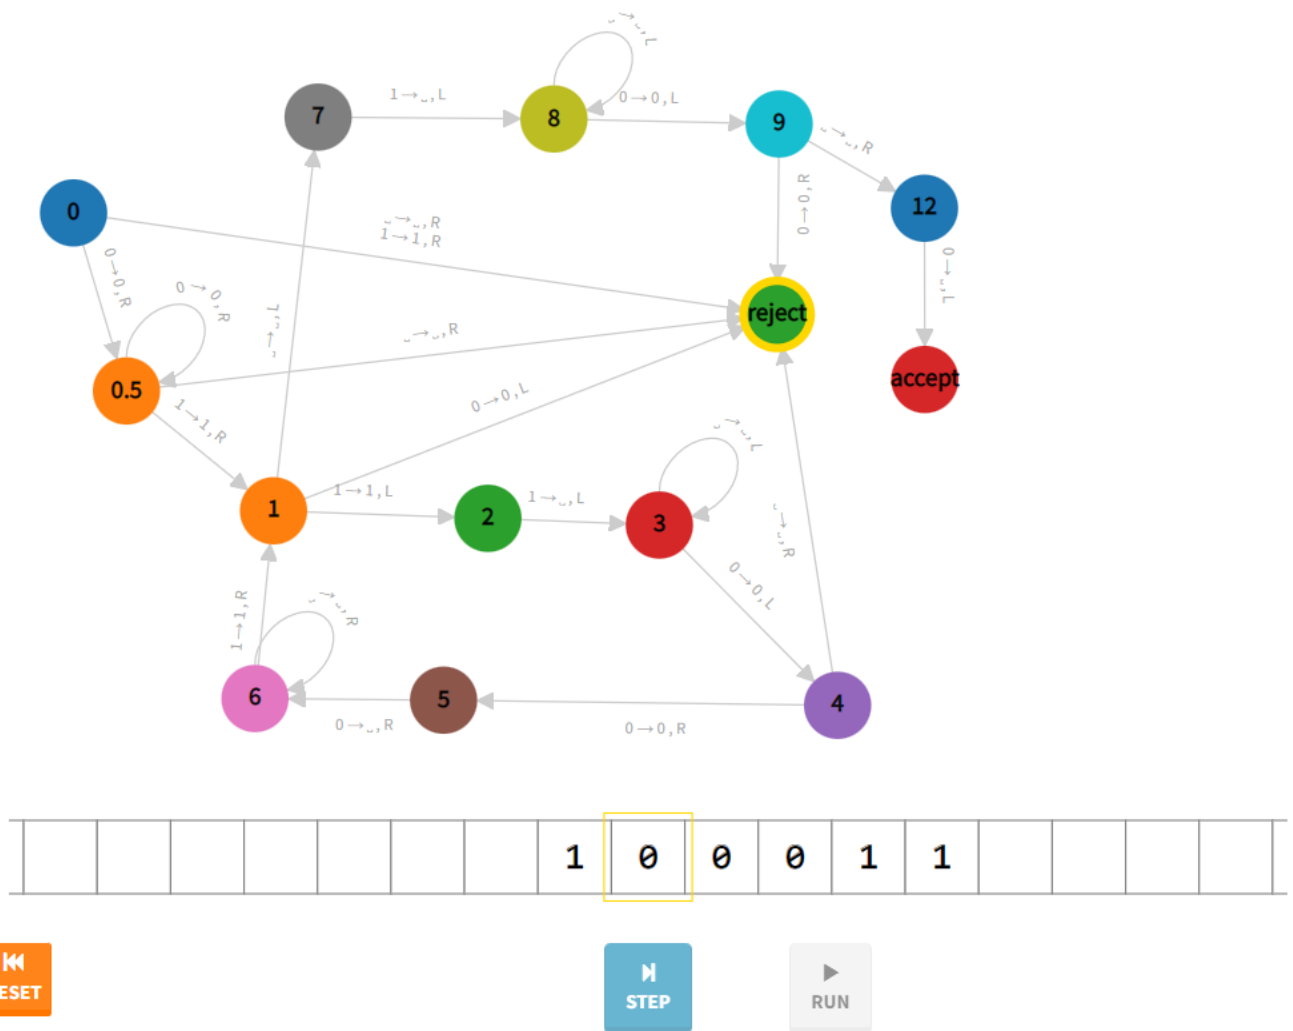 ␣→␣,L
7
1→␣,L
8
0→0,L
9
␣→␣,R
12
0
␣→␣,R
1→1,R
0→0,R
0→0,R
0→0,R
0→␣,L
␣→␣,L
reject
␣→␣,R
accept
0.5
1→1,R
0→0,L
␣→␣,L
1
1→1,L
2
1→␣,L
3
␣→␣,R
0→0,L
1→1,R
␣→␣,R
6
0→␣,R
5
0→0,R
4
1 0 0 0 1 1
ESET
STEP
RUN